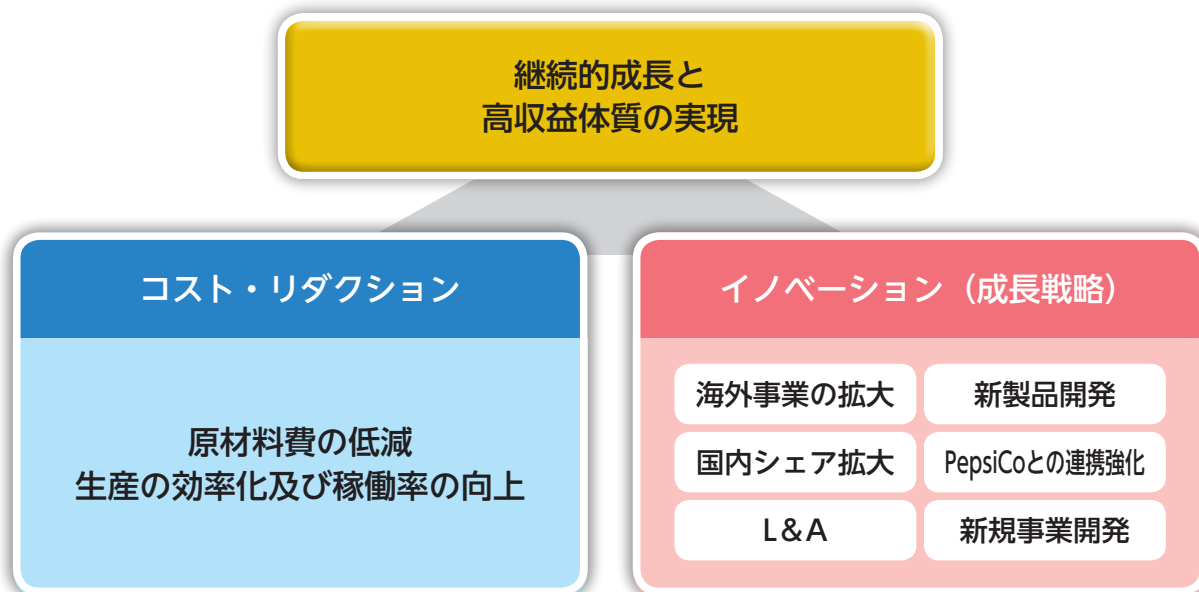 継続的成長と
高収益体質の実現
コスト・リダクション
原材料費の低減
生産の効率化及び稼働率の向上
イノベーション（成長戦略）
海外事業の拡大
新製品開発
国内シェア拡大
PepsiCoとの連携強化
L＆A
新規事業開発